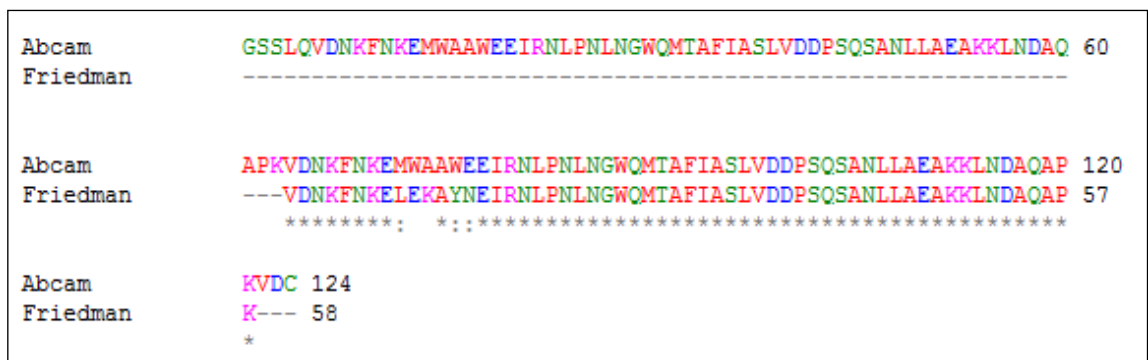 Abcam GSSLQVDNKFNKEMWAAWEEIRNLPNLNGWQMTAFIASLVDDPSQSANLLAEAKKLNDAQ 60
Friedman ------------------------------------------------------------
Abcam APKVDNKFNKEMWAAWEEIRNLPNLNGWQMTAFIASLVDDPSQSANLLAEAKKLNDAQAP 120
Friedman ---VDNKFNKELEKAYNEIRNLPNLNGWQMTAFIASLVDDPSQSANLLAEAKKLNDAQAP 57
********:  *::*******************************************
Abcam KVDC 124
Friedman K--- 58
*